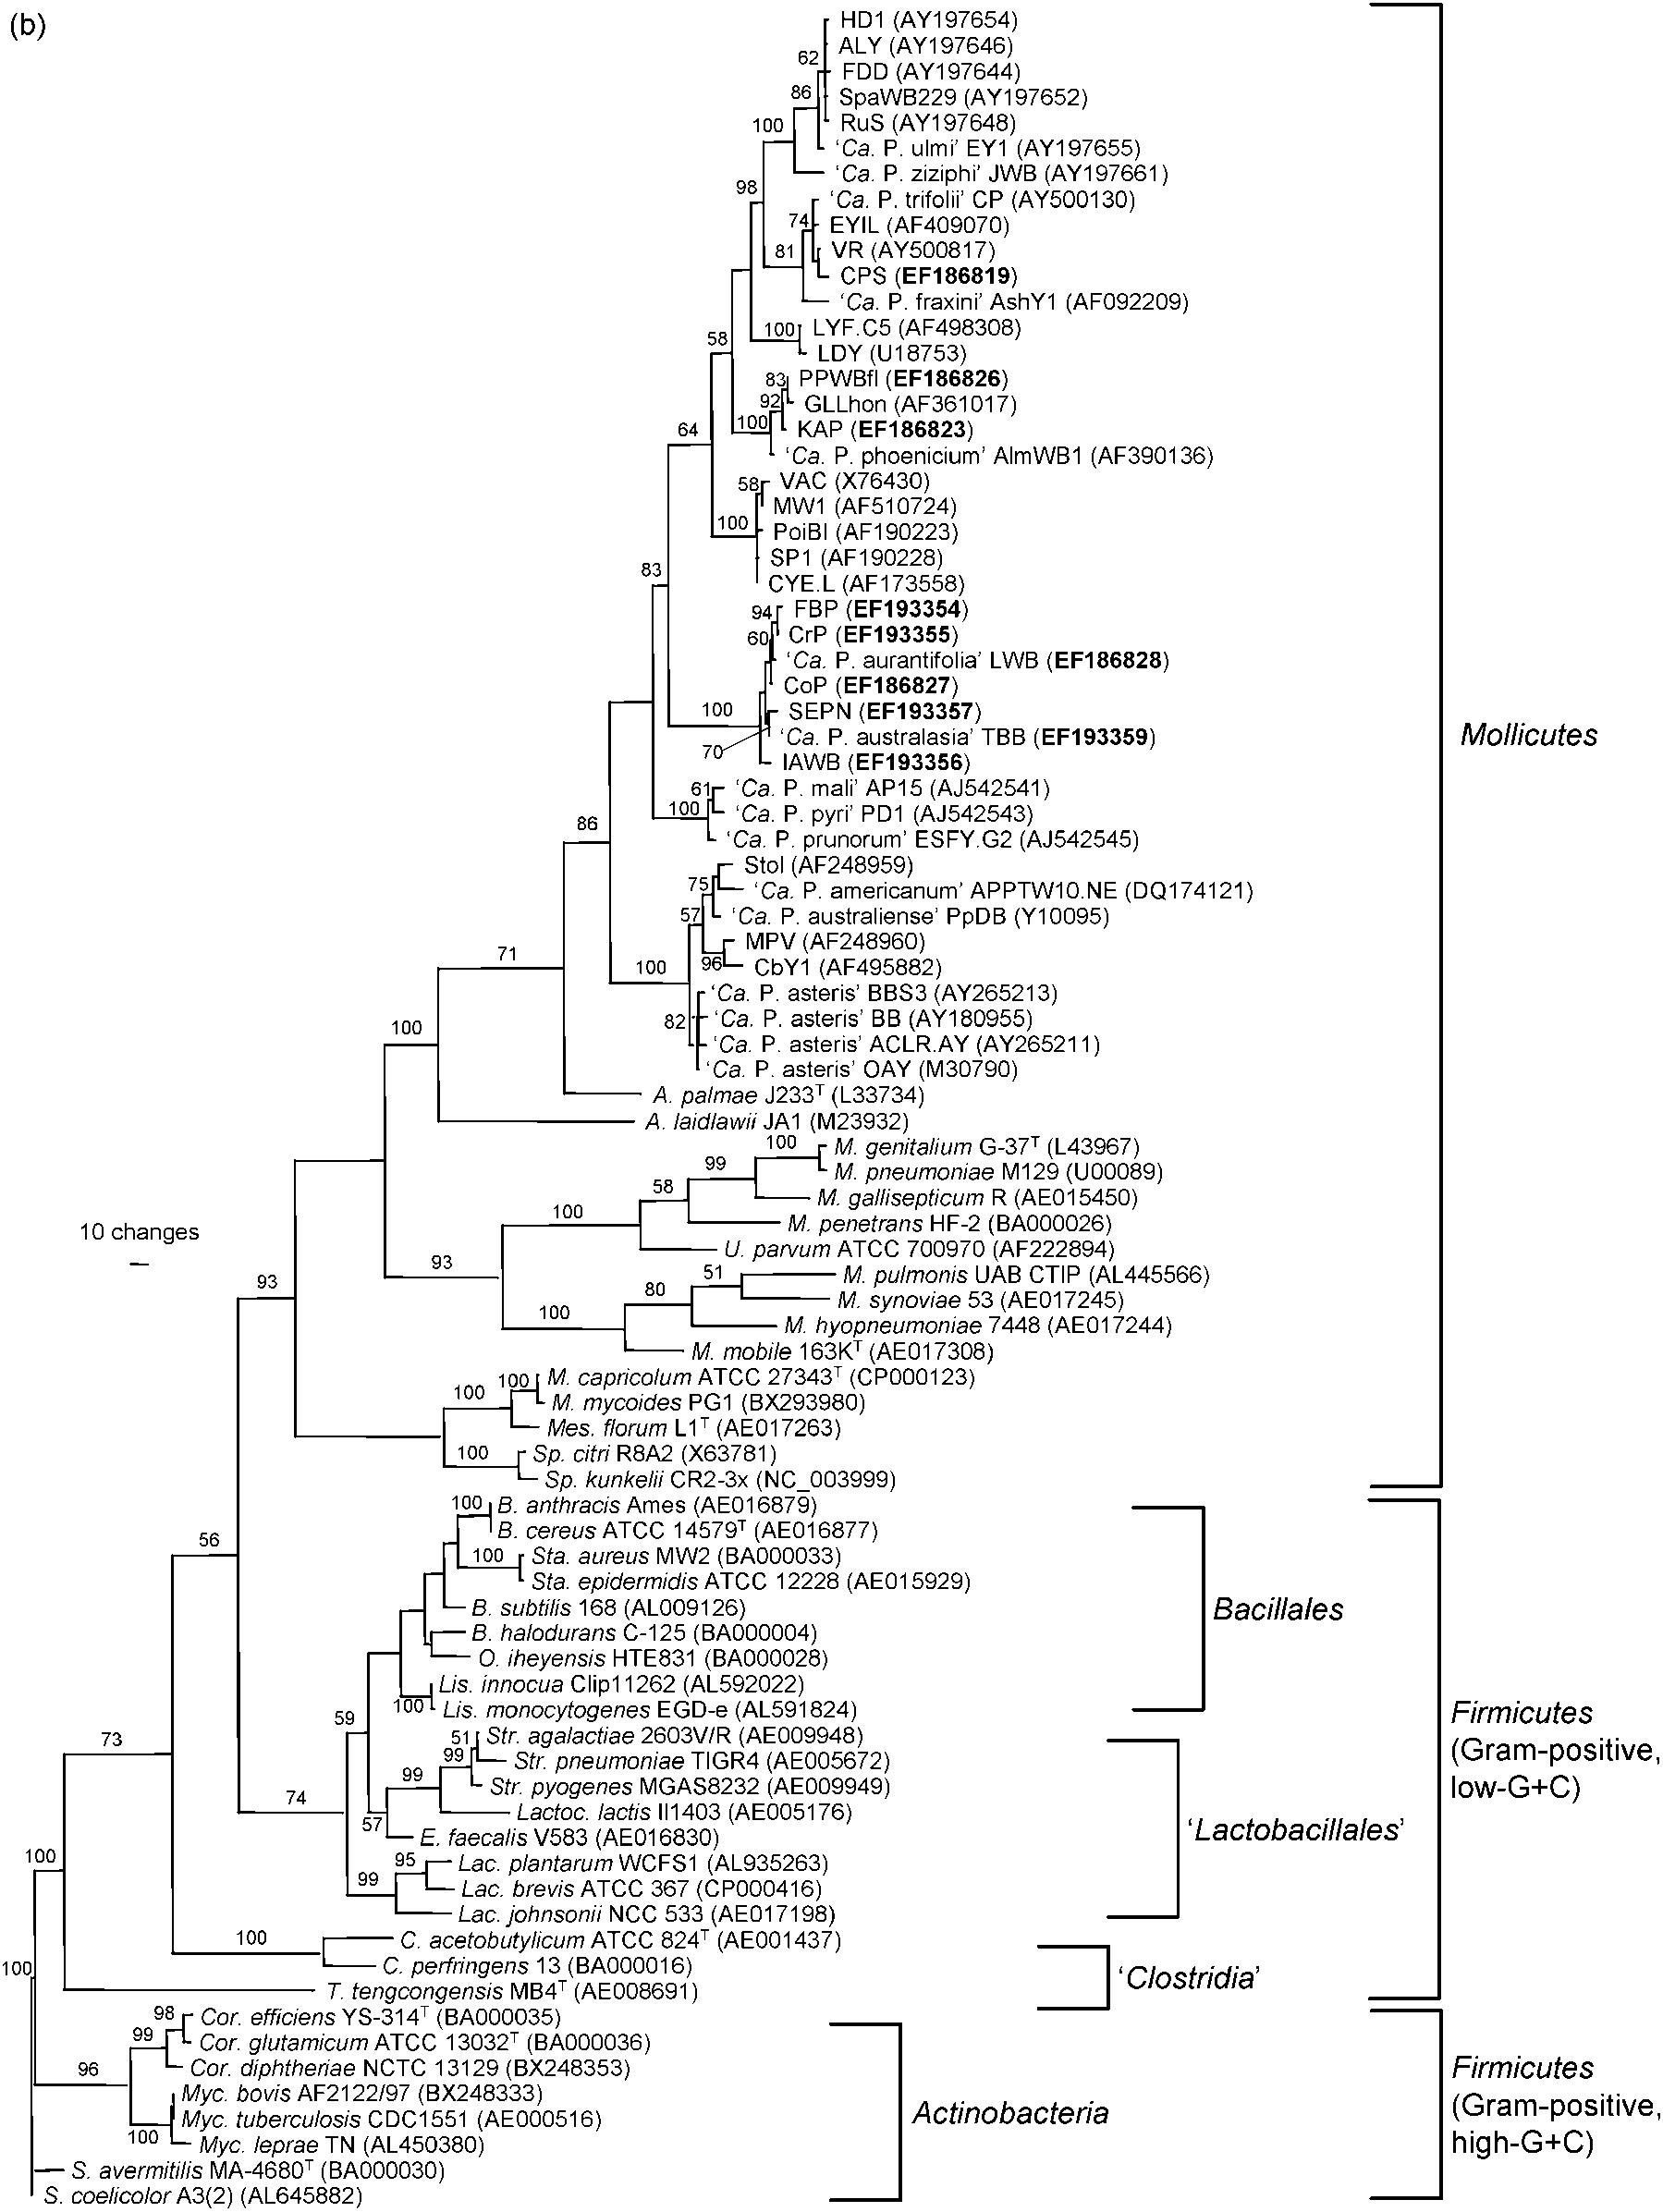 (b)
HD1 (AY197654)
ALY (AY197646)
62
FDD (AY197644)
86
SpaWB229 (AY197652)
100
RuS (AY197648)
‘Ca. P. ulmi’ EY1 (AY197655)
‘Ca. P. ziziphi’ JWB (AY197661)
98
‘Ca. P. trifolii’ CP (AY500130)
74
EYIL (AF409070)
81
VR (AY500817)
CPS (EF186819)
‘Ca. P. fraxini’ AshY1 (AF092209)
100
LYF.C5 (AF498308)
58
LDY (U18753)
83
PPWBfl (EF186826)
92
GLLhon (AF361017)
100
KAP (EF186823)
64
‘Ca. P. phoenicium’ AlmWB1 (AF390136)
58
VAC (X76430)
MW1 (AF510724)
100
PoiBI (AF190223)
SP1 (AF190228)
83
CYE.L (AF173558)
94
FBP (EF193354)
60
CrP (EF193355)
‘Ca. P. aurantifolia’ LWB (EF186828)
CoP (EF186827)
100
SEPN (EF193357)
70
‘Ca. P. australasia’ TBB (EF193359)
Mollicutes
IAWB (EF193356)
61
‘Ca. P. mali’ AP15 (AJ542541)
100
‘Ca. P. pyri’ PD1 (AJ542543)
86
‘Ca. P. prunorum’ ESFY.G2 (AJ542545)
Stol (AF248959)
75
‘Ca. P. americanum’ APPTW10.NE (DQ174121)
57
‘Ca. P. australiense’ PpDB (Y10095)
MPV (AF248960)
71
100
96
CbY1 (AF495882)
‘Ca. P. asteris’ BBS3 (AY265213)
82
‘Ca. P. asteris’ BB (AY180955)
100
‘Ca. P. asteris’ ACLR.AY (AY265211)
‘Ca. P. asteris’ OAY (M30790)
A. palmae J233ᵀ (L33734)
A. laidlawii JA1 (M23932)
100
M. genitalium G-37ᵀ (L43967)
99
M. pneumoniae M129 (U00089)
58
M. gallisepticum R (AE015450)
100
M. penetrans HF-2 (BA000026)
10 changes
U. parvum ATCC 700970 (AF222894)
93
51
M. pulmonis UAB CTIP (AL445566)
93
80
M. synoviae 53 (AE017245)
100
M. hyopneumoniae 7448 (AE017244)
M. mobile 163Kᵀ (AE017308)
100
M. capricolum ATCC 27343ᵀ (CP000123)
100
M. mycoides PG1 (BX293980)
Mes. florum L1ᵀ (AE017263)
100
Sp. citri R8A2 (X63781)
Sp. kunkelii CR2-3x (NC_003999)
100
B. anthracis Ames (AE016879)
56
B. cereus ATCC 14579ᵀ (AE016877)
100
Sta. aureus MW2 (BA000033)
Sta. epidermidis ATCC 12228 (AE015929)
B. subtilis 168 (AL009126)
Bacillales
B. halodurans C-125 (BA000004)
O. iheyensis HTE831 (BA000028)
Lis. innocua Clip11262 (AL592022)
100
Lis. monocytogenes EGD-e (AL591824)
Firmicutes
(Gram-positive,
low-G+C)
59
51
Str. agalactiae 2603V/R (AE009948)
73
99
Str. pneumoniae TIGR4 (AE005672)
99
Str. pyogenes MGAS8232 (AE009949)
74
Lactoc. lactis Il1403 (AE005176)
57
‘Lactobacillales’
E. faecalis V583 (AE016830)
100
95
Lac. plantarum WCFS1 (AL935263)
99
Lac. brevis ATCC 367 (CP000416)
Lac. johnsonii NCC 533 (AE017198)
100
C. acetobutylicum ATCC 824ᵀ (AE001437)
100
C. perfringens 13 (BA000016)
‘Clostridia’
T. tengcongensis MB4ᵀ (AE008691)
98
Cor. efficiens YS-314ᵀ (BA000035)
99
Cor. glutamicum ATCC 13032ᵀ (BA000036)
96
Cor. diphtheriae NCTC 13129 (BX248353)
Firmicutes
(Gram-positive,
high-G+C)
Myc. bovis AF2122/97 (BX248333)
Myc. tuberculosis CDC1551 (AE000516)
Actinobacteria
100
Myc. leprae TN (AL450380)
S. avermitilis MA-4680ᵀ (BA000030)
S. coelicolor A3(2) (AL645882)